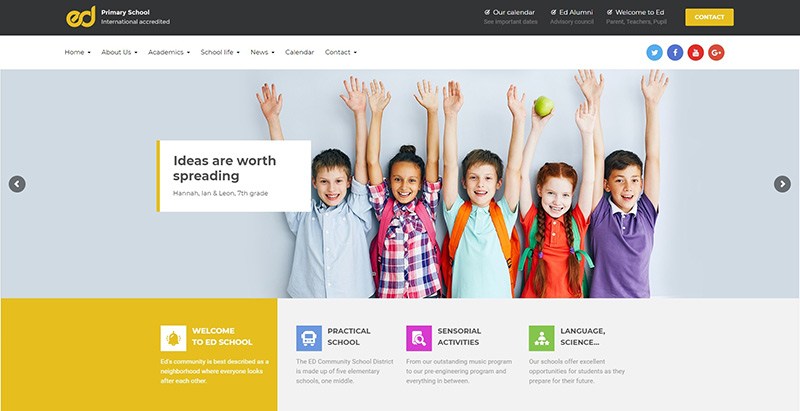 ed
Primary School
International accredited
Our calendar
See important dates
Ed Alumni
Advisory council
Welcome to Ed
Parent, Teachers, Pupil
CONTACT
Home
About Us
Academics
School life
News
Calendar
Contact
G+
Ideas are worth
spreading
Hannah, Ian & Leon, 7th grade
WELCOME
TO ED SCHOOL
Ed's community is best described as a
neighborhood where everyone looks
after each other.
PRACTICAL
SCHOOL
The ED Community School District
is made up of five elementary
schools, one middle.
SENSORIAL
ACTIVITIES
From our outstanding music program
to our pre-engineering program and
everything in between.
LANGUAGE,
SCIENCE...
Our schools offer excellent
opportunities for students as they
prepare for their future.